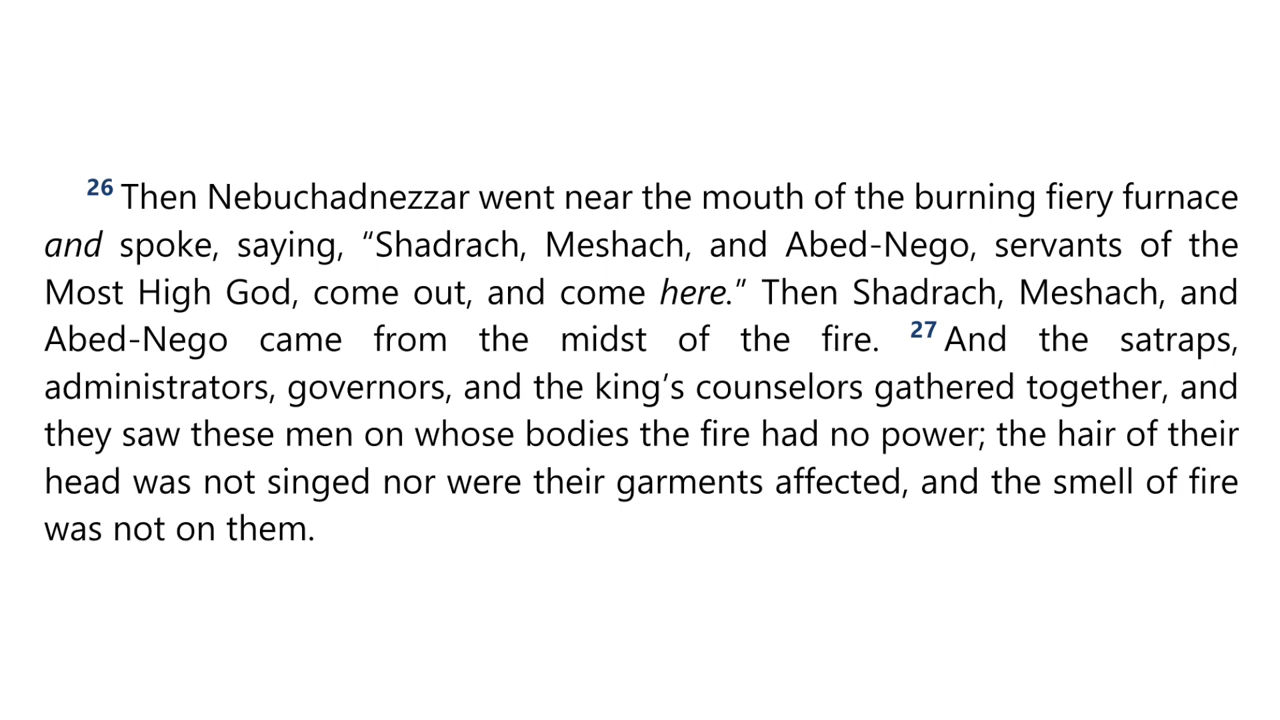 26 Then Nebuchadnezzar went near the mouth of the burning fiery furnace
and spoke, saying, “Shadrach, Meshach, and Abed-Nego, servants of the
Most High God, come out, and come here.” Then Shadrach, Meshach, and
Abed-Nego came from the midst of the fire. 27 And the satraps,
administrators, governors, and the king’s counselors gathered together, and
they saw these men on whose bodies the fire had no power; the hair of their
head was not singed nor were their garments affected, and the smell of fire
was not on them.